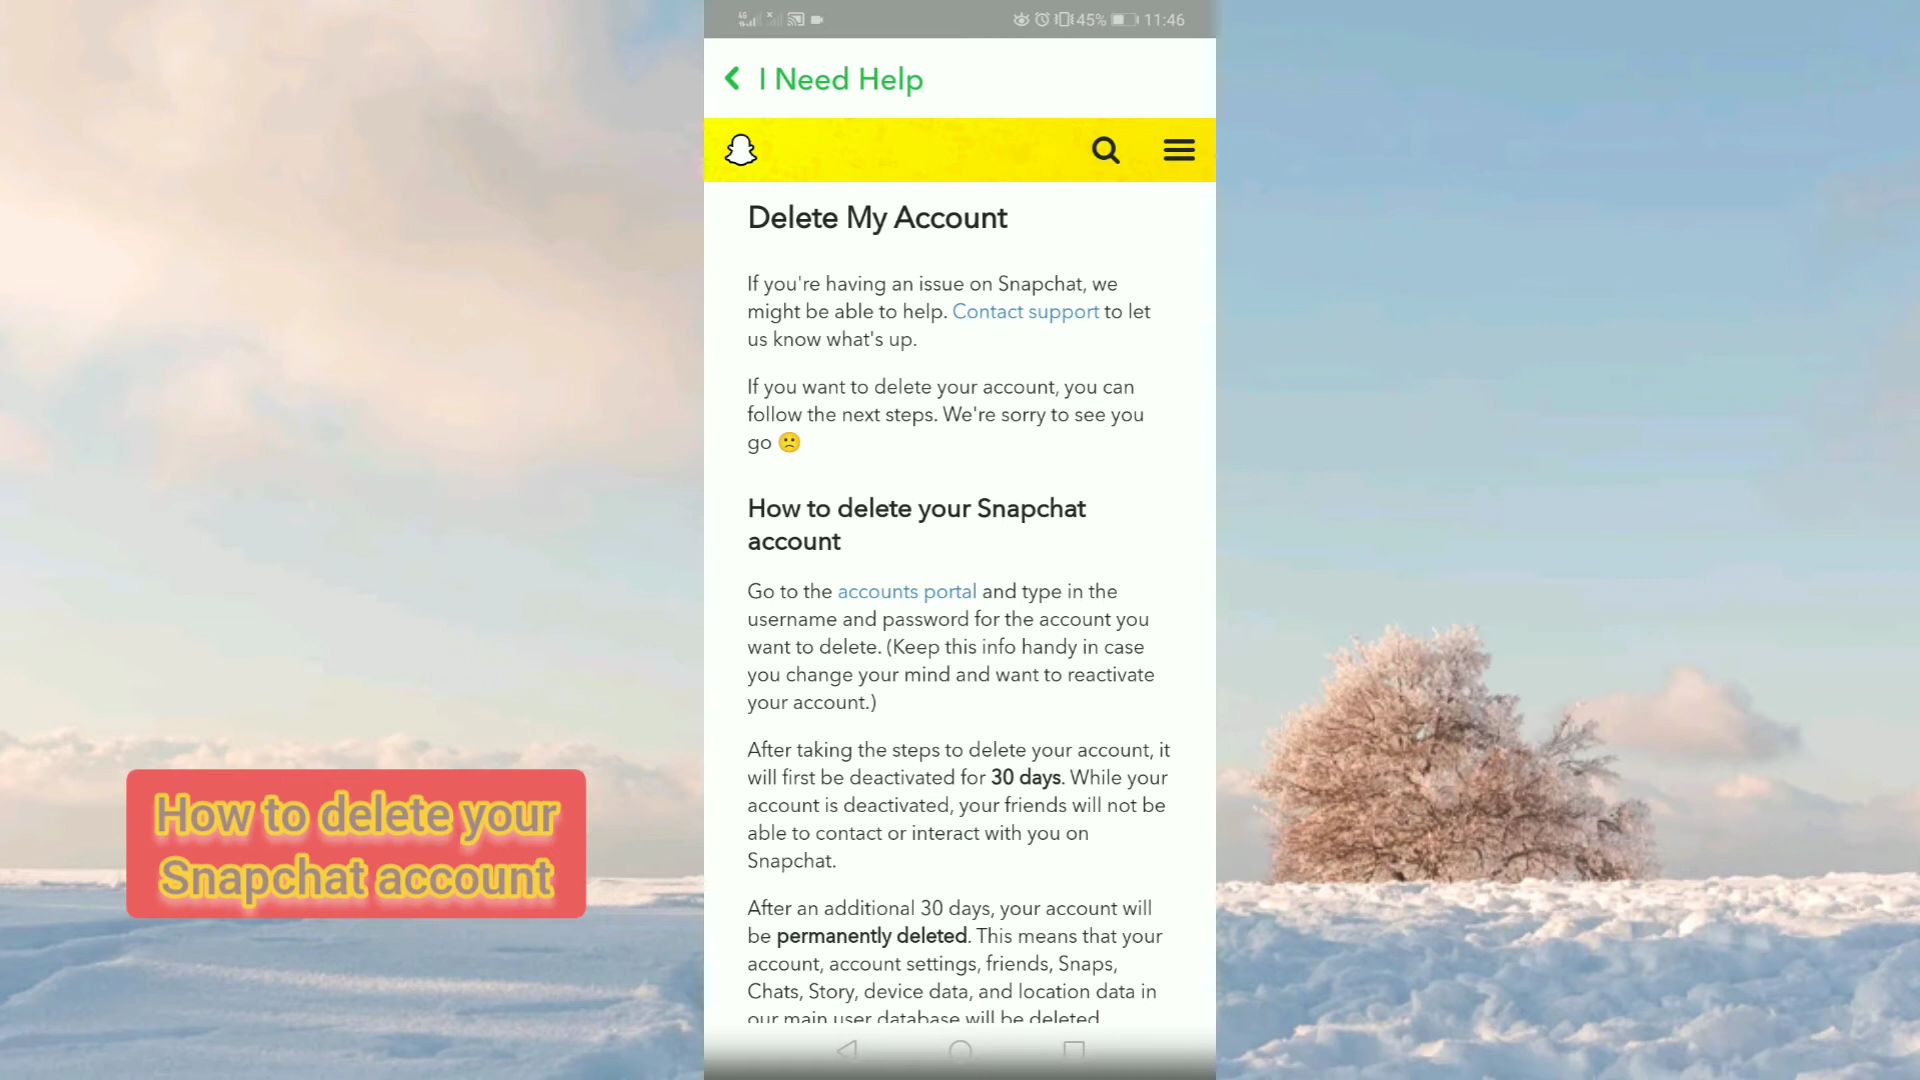 4G 45% 11:46
I Need Help
Delete My Account
If you're having an issue on Snapchat, we
might be able to help. Contact support to let
us know what's up.
If you want to delete your account, you can
follow the next steps. We're sorry to see you
go 🙁
How to delete your Snapchat
account
Go to the accounts portal and type in the
username and password for the account you
want to delete. (Keep this info handy in case
you change your mind and want to reactivate
your account.)
After taking the steps to delete your account, it
will first be deactivated for 30 days. While your
account is deactivated, your friends will not be
able to contact or interact with you on
Snapchat.
After an additional 30 days, your account will
be permanently deleted. This means that your
account, account settings, friends, Snaps,
Chats, Story, device data, and location data in
our main user database will be deleted
How to delete your
Snapchat account